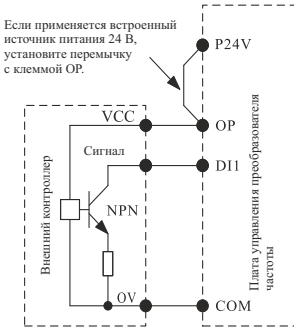 Если применяется встроенный
источник питания 24 В,
установите перемычку
с клеммой OP.
P24V
VCC
OP
Сигнал
DI1
NPN
Внешний контроллер
Плата управления преобразователя
частоты
OV
COM